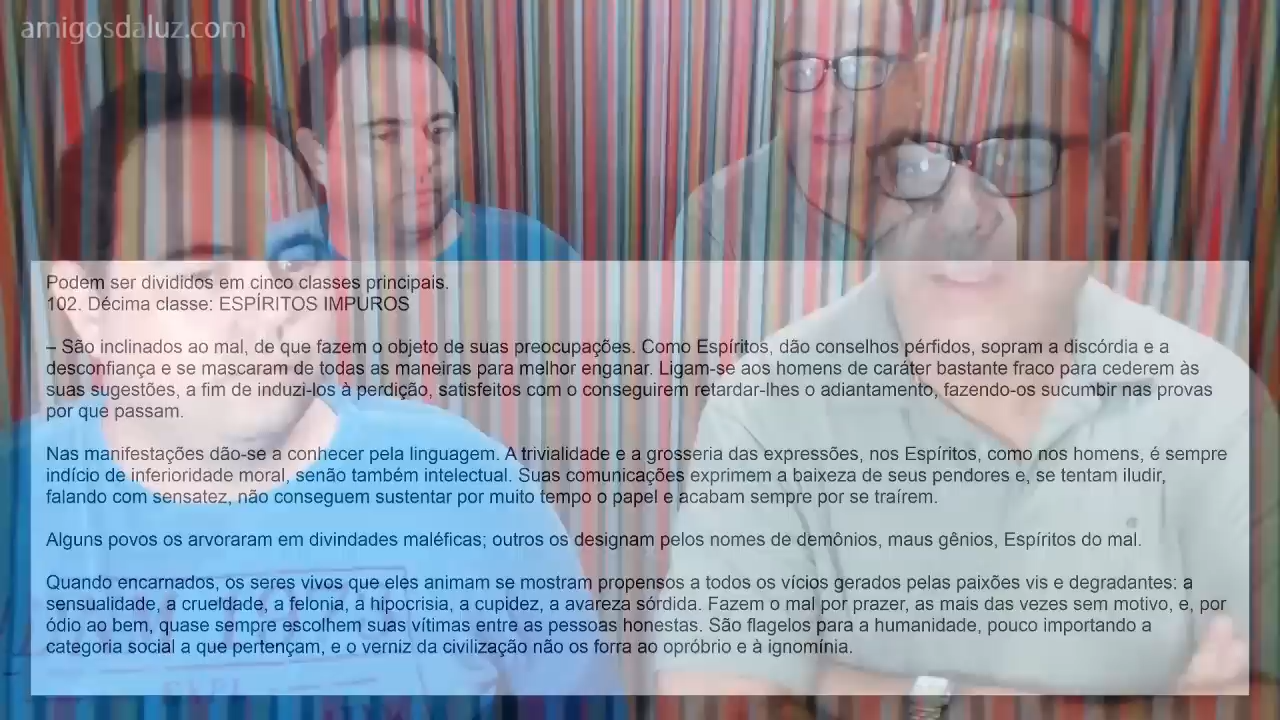 amigosdaluz.com
Podem ser divididos em cinco classes principais.
102. Décima classe: ESPÍRITOS IMPUROS
– São inclinados ao mal, de que fazem o objeto de suas preocupações. Como Espíritos, dão conselhos pérfidos, sopram a discórdia e a
desconfiança e se mascaram de todas as maneiras para melhor enganar. Ligam-se aos homens de caráter bastante fraco para cederem às
suas sugestões, a fim de induzi-los à perdição, satisfeitos com o conseguirem retardar-lhes o adiantamento, fazendo-os sucumbir nas provas
por que passam.
Nas manifestações dão-se a conhecer pela linguagem. A trivialidade e a grosseria das expressões, nos Espíritos, como nos homens, é sempre
indício de inferioridade moral, senão também intelectual. Suas comunicações exprimem a baixeza de seus pendores e, se tentam iludir,
falando com sensatez, não conseguem sustentar por muito tempo o papel e acabam sempre por se traírem.
Alguns povos os arvoraram em divindades maléficas; outros os designam pelos nomes de demônios, maus gênios, Espíritos do mal.
Quando encarnados, os seres vivos que eles animam se mostram propensos a todos os vícios gerados pelas paixões vis e degradantes: a
sensualidade, a crueldade, a felonia, a hipocrisia, a cupidez, a avareza sórdida. Fazem o mal por prazer, as mais das vezes sem motivo, e, por
ódio ao bem, quase sempre escolhem suas vítimas entre as pessoas honestas. São flagelos para a humanidade, pouco importando a
categoria social a que pertençam, e o verniz da civilização não os forra ao opróbrio e à ignomínia.